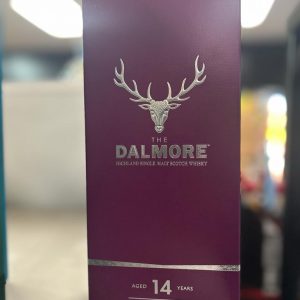 THE
DALMORE
HIGHLAND SINGLE MALT SCOTCH WHISKY
AGED 14 YEARS